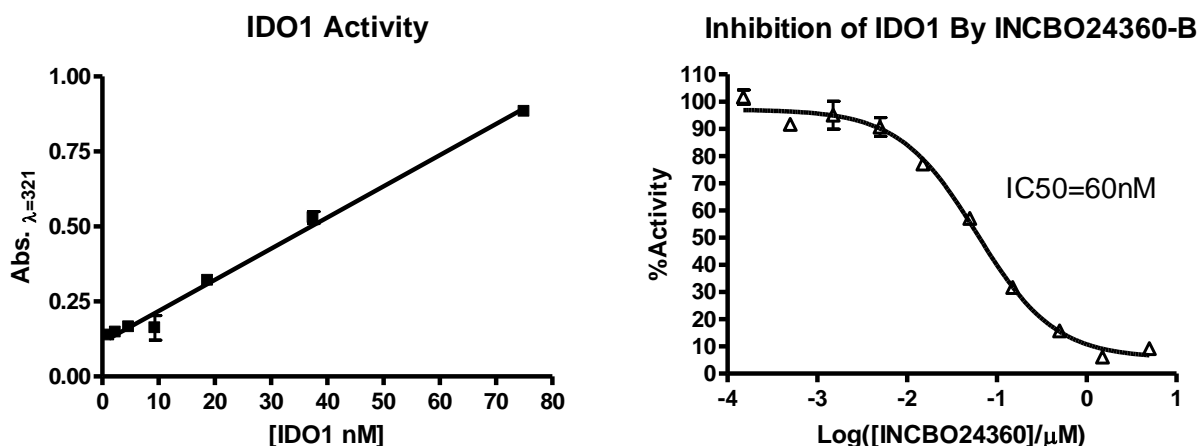 IDO1 Activity
1.00
0.75
0.50
0.25
0.00
Abs. λ=321
0 10 20 30 40 50 60 70 80
[IDO1 nM]
Inhibition of IDO1 By INCBO24360-B
110
100
90
80
70
60
50
40
30
20
10
0
%Activity
IC50=60nM
-4 -3 -2 -1 0 1
Log([INCBO24360]/μM)